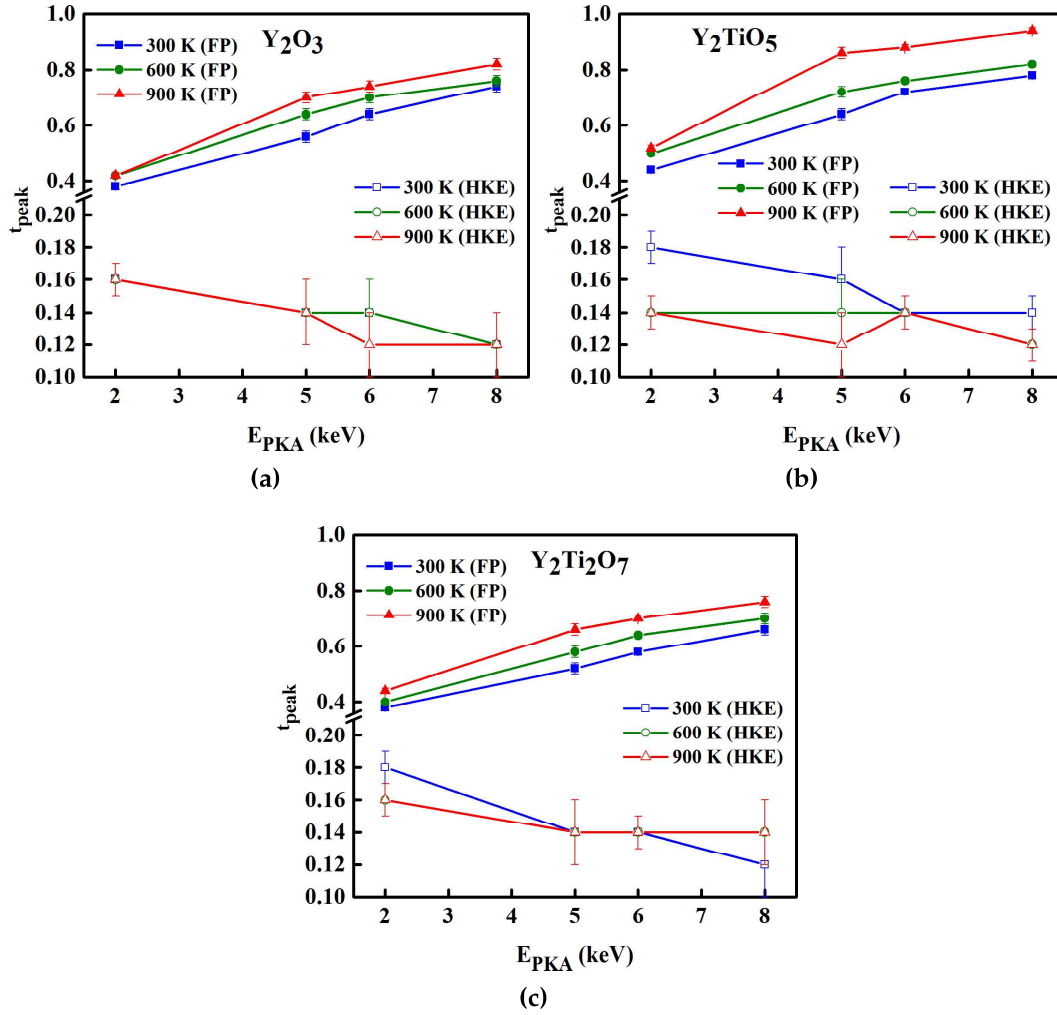 Y2O3
300 K (FP)
600 K (FP)
900 K (FP)
1.0
0.8
0.6
0.4
0.20
0.18
0.16
0.14
0.12
0.10
tpeak
300 K (HKE)
600 K (HKE)
900 K (HKE)
2 3 4 5 6 7 8
EPKA (keV)
(a)
Y2TiO5
1.0
0.8
0.6
0.4
0.20
0.18
0.16
0.14
0.12
0.10
tpeak
300 K (FP)
600 K (FP)
900 K (FP)
300 K (HKE)
600 K (HKE)
900 K (HKE)
2 3 4 5 6 7 8
EPKA (keV)
(b)
Y2Ti2O7
300 K (FP)
600 K (FP)
900 K (FP)
1.0
0.8
0.6
0.4
0.20
0.18
0.16
0.14
0.12
0.10
tpeak
300 K (HKE)
600 K (HKE)
900 K (HKE)
2 3 4 5 6 7 8
EPKA (keV)
(c)